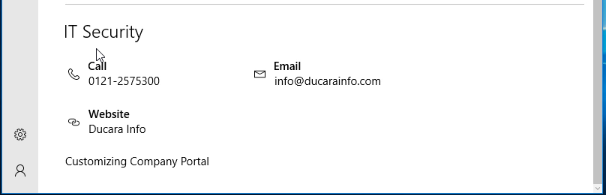 IT Security
Call
0121-2575300
Email
info@ducarainfo.com
Website
Ducara Info
Customizing Company Portal